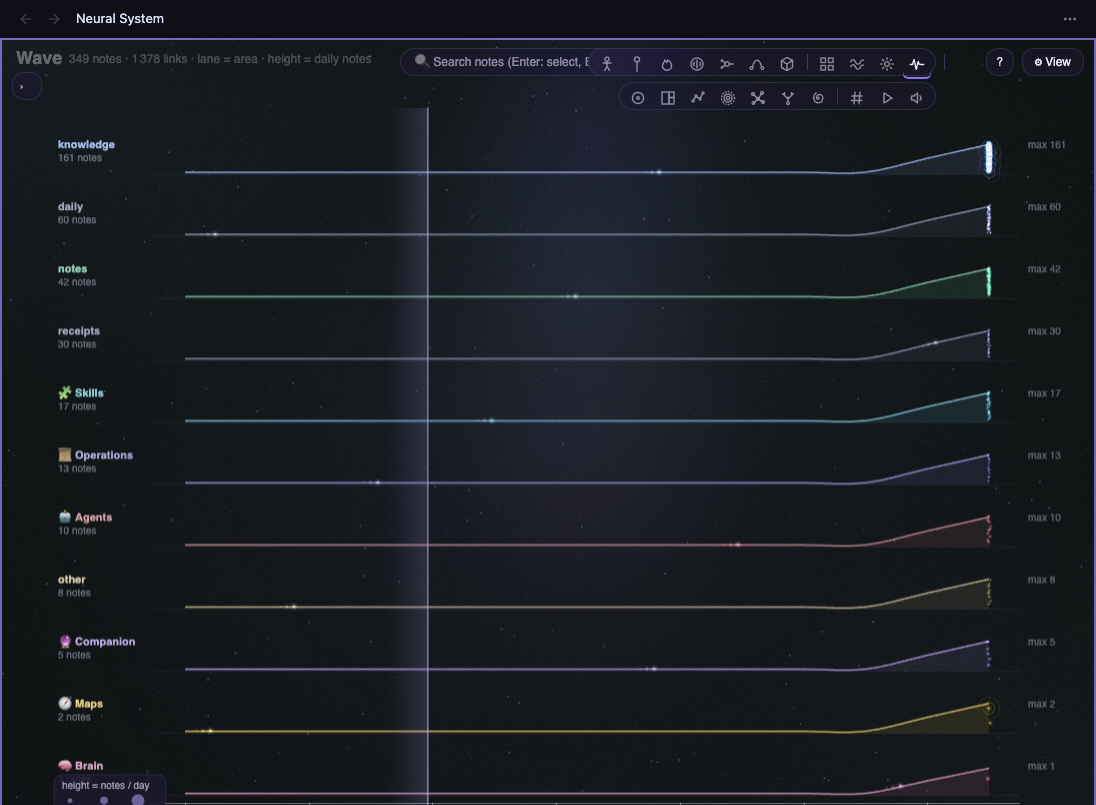 Neural System
Wave 349 notes · 1 378 links · lane = area · height = daily notes
Search notes (Enter: select, E
?
View
knowledge
161 notes
max 161
daily
60 notes
max 60
notes
42 notes
max 42
receipts
30 notes
max 30
Skills
17 notes
max 17
Operations
13 notes
max 13
Agents
10 notes
max 10
other
8 notes
max 8
Companion
5 notes
max 5
Maps
2 notes
max 2
Brain
max 1
height = notes / day